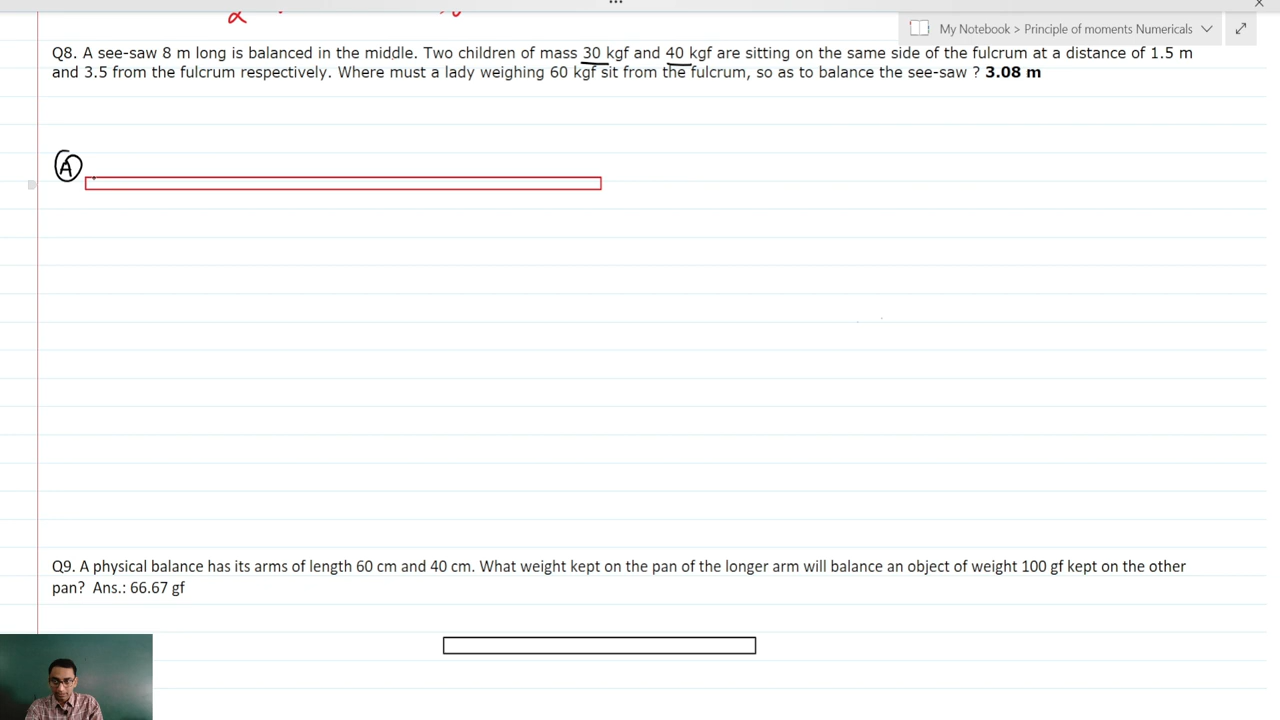 My Notebook > Principle of moments Numericals
Q8. A see-saw 8 m long is balanced in the middle. Two children of mass 30 kgf and 40 kgf are sitting on the same side of the fulcrum at a distance of 1.5 m
and 3.5 from the fulcrum respectively. Where must a lady weighing 60 kgf sit from the fulcrum, so as to balance the see-saw ? 3.08 m
A
Q9. A physical balance has its arms of length 60 cm and 40 cm. What weight kept on the pan of the longer arm will balance an object of weight 100 gf kept on the other
pan? Ans.: 66.67 gf